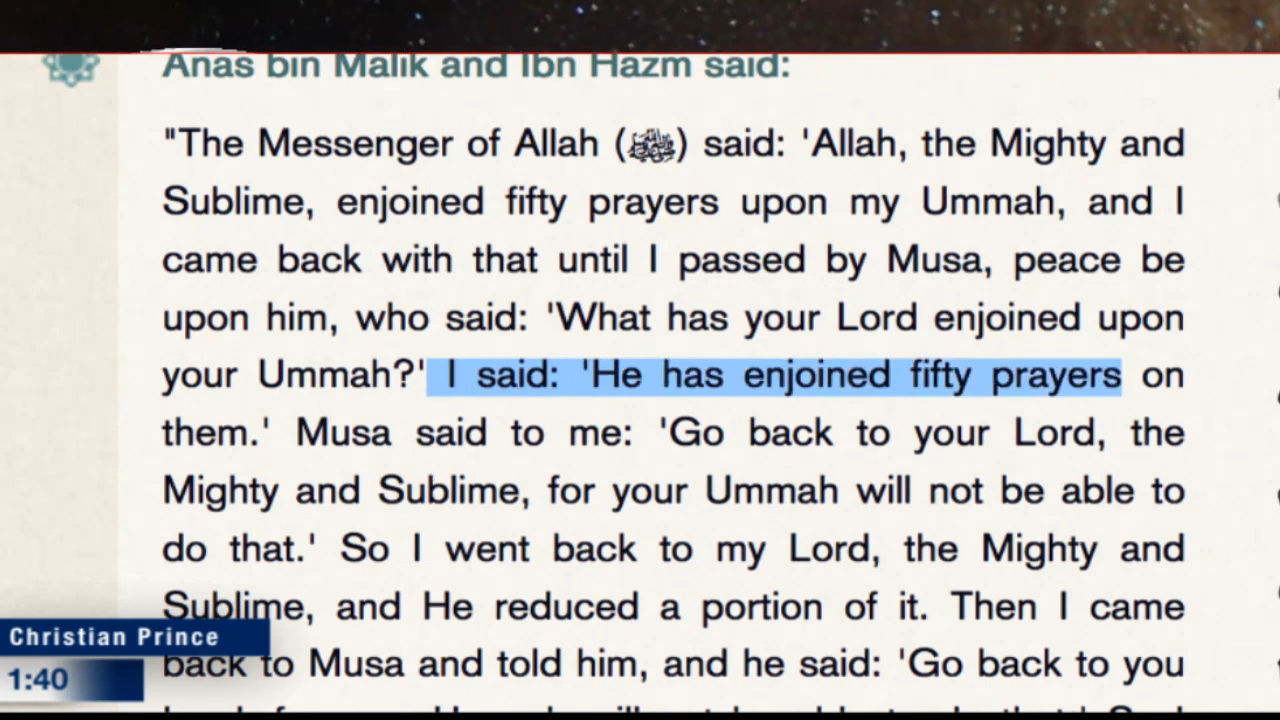 Anas bin Malik and Ibn Hazm said:
"The Messenger of Allah (ﷺ) said: 'Allah, the Mighty and
Sublime, enjoined fifty prayers upon my Ummah, and I
came back with that until I passed by Musa, peace be
upon him, who said: 'What has your Lord enjoined upon
your Ummah?' I said: 'He has enjoined fifty prayers on
them.' Musa said to me: 'Go back to your Lord, the
Mighty and Sublime, for your Ummah will not be able to
do that.' So I went back to my Lord, the Mighty and
Sublime, and He reduced a portion of it. Then I came
back to Musa and told him, and he said: 'Go back to you
Christian Prince
1:40